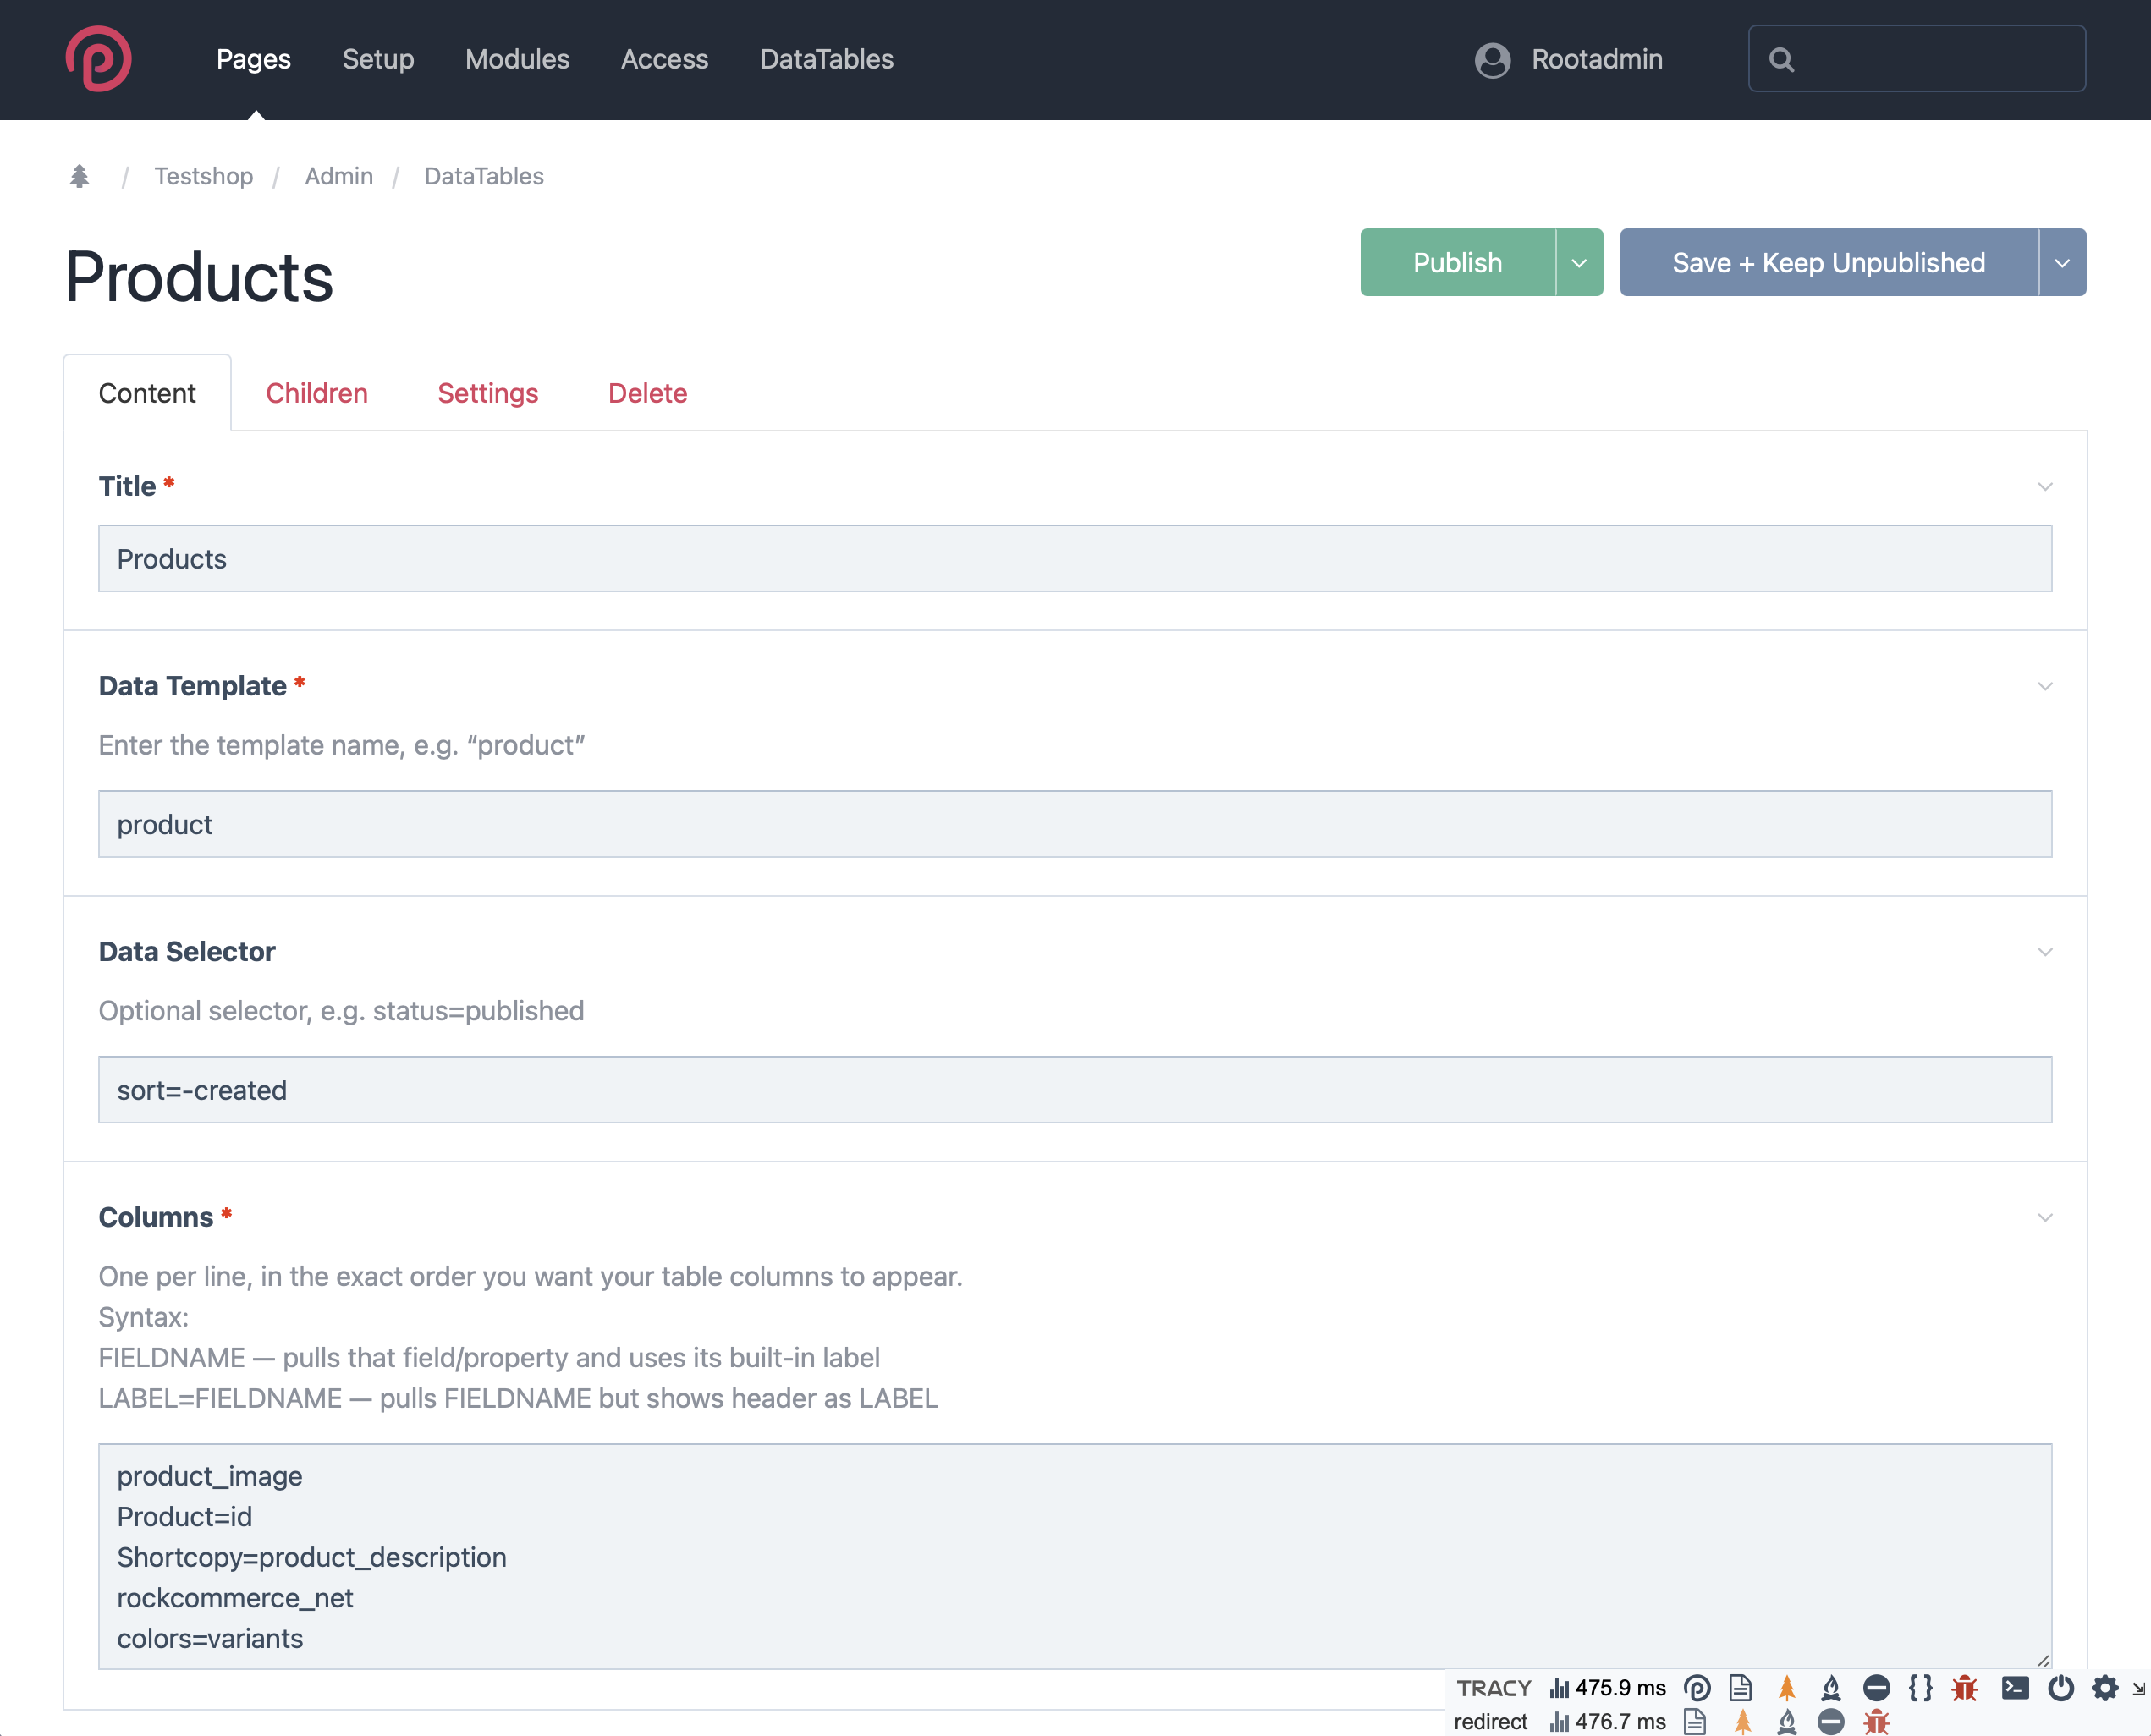 Pages Setup Modules Access DataTables Rootadmin
/ Testshop / Admin / DataTables
Products
Publish
Save + Keep Unpublished
Content Children Settings Delete
Title *
Products
Data Template *
Enter the template name, e.g. “product”
product
Data Selector
Optional selector, e.g. status=published
sort=-created
Columns *
One per line, in the exact order you want your table columns to appear.
Syntax:
FIELDNAME — pulls that field/property and uses its built-in label
LABEL=FIELDNAME — pulls FIELDNAME but shows header as LABEL
product_image
Product=id
Shortcopy=product_description
rockcommerce_net
colors=variants
TRACY 475.9 ms
redirect 476.7 ms